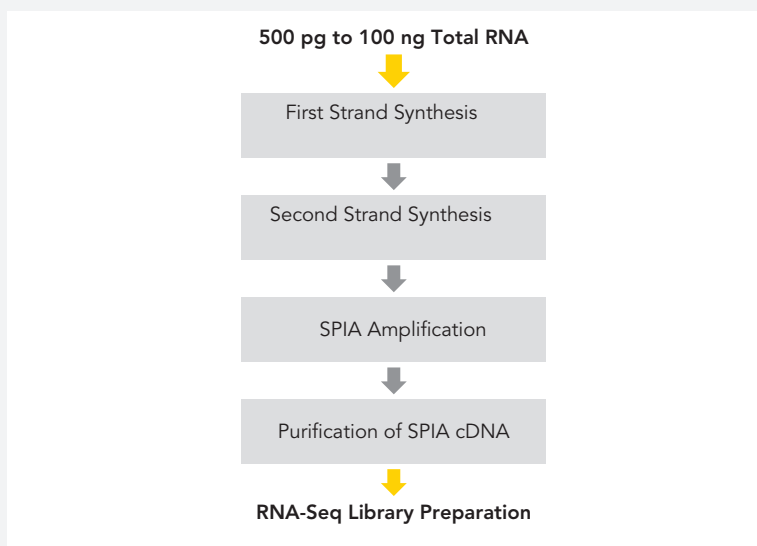 500 pg to 100 ng Total RNA
First Strand Synthesis
Second Strand Synthesis
SPIA Amplification
Purification of SPIA cDNA
RNA-Seq Library Preparation